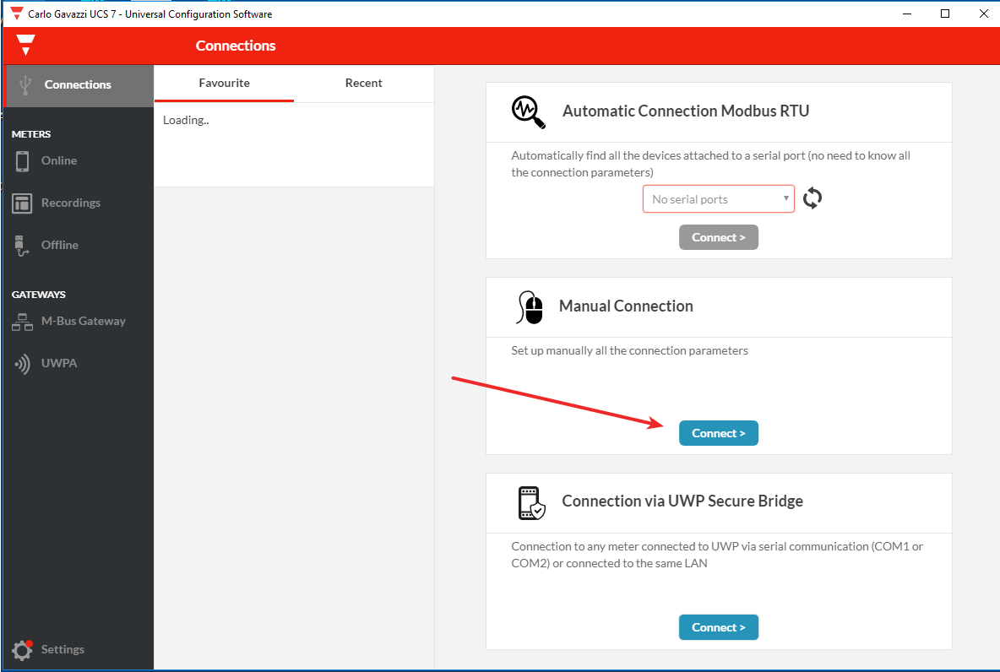 Carlo Gavazzi UCS 7 - Universal Configuration Software
Connections
Connections
METERS
Online
Recordings
Offline
GATEWAYS
M-Bus Gateway
UWPA
Settings
Favourite
Recent
Loading..
Automatic Connection Modbus RTU
Automatically find all the devices attached to a serial port (no need to know all
the connection parameters)
No serial ports
Connect >
Manual Connection
Set up manually all the connection parameters
Connect >
Connection via UWP Secure Bridge
Connection to any meter connected to UWP via serial communication (COM1 or
COM2) or connected to the same LAN
Connect >